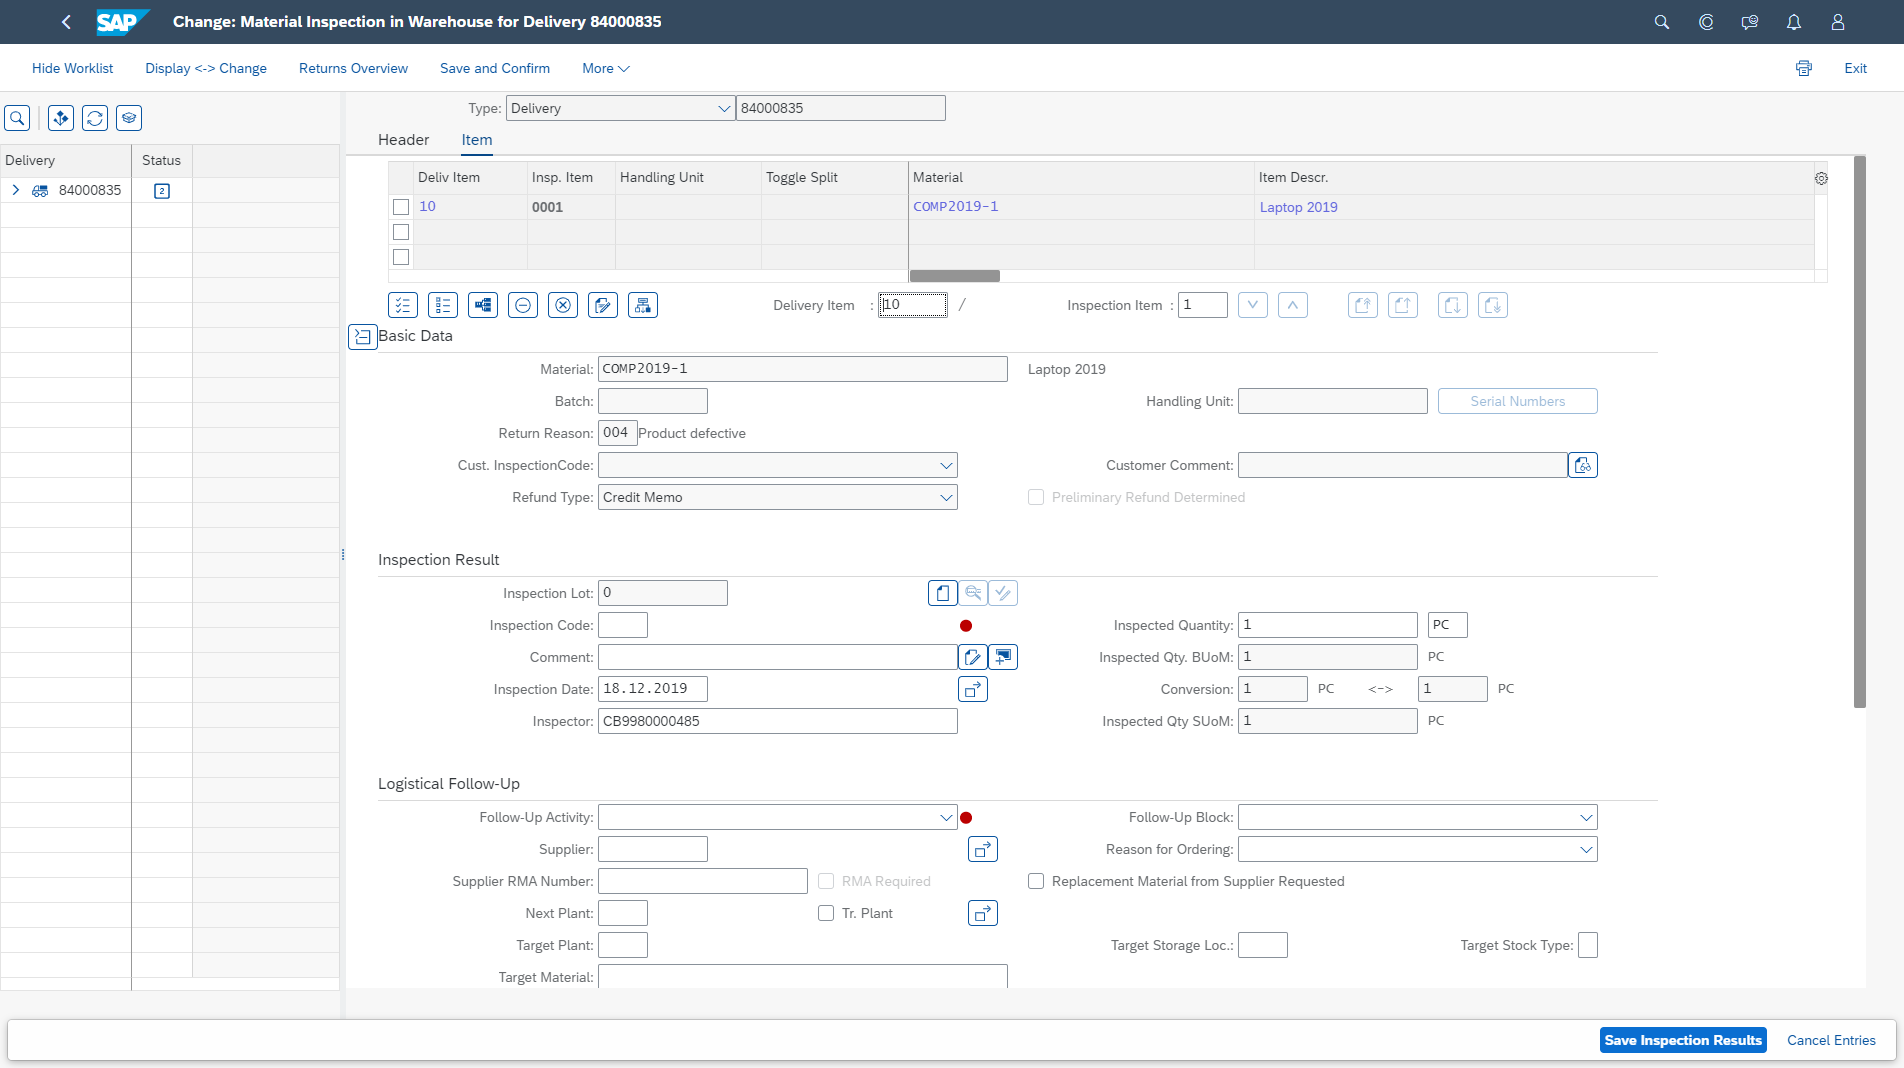 SAP Change: Material Inspection in Warehouse for Delivery 84000835
Hide Worklist Display <-> Change Returns Overview Save and Confirm More Exit
Type: Delivery 84000835
Header Item
Delivery Status
84000835 2
Deliv Item Insp. Item Handling Unit Toggle Split Material Item Descr.
10 0001 COMP2019-1 Laptop 2019
Delivery Item : 10 / Inspection Item : 1
Basic Data
Material: COMP2019-1 Laptop 2019
Batch: Handling Unit: Serial Numbers
Return Reason: 004 Product defective
Cust. InspectionCode: Customer Comment:
Refund Type: Credit Memo Preliminary Refund Determined
Inspection Result
Inspection Lot: 0
Inspection Code: Inspected Quantity: 1 PC
Comment: Inspected Qty. BUoM: 1 PC
Inspection Date: 18.12.2019 Conversion: 1 PC <-> 1 PC
Inspector: CB9980000485 Inspected Qty SUoM: 1 PC
Logistical Follow-Up
Follow-Up Activity: Follow-Up Block:
Supplier: Reason for Ordering:
Supplier RMA Number: RMA Required Replacement Material from Supplier Requested
Next Plant: Tr. Plant
Target Plant: Target Storage Loc.: Target Stock Type:
Target Material:
Save Inspection Results Cancel Entries